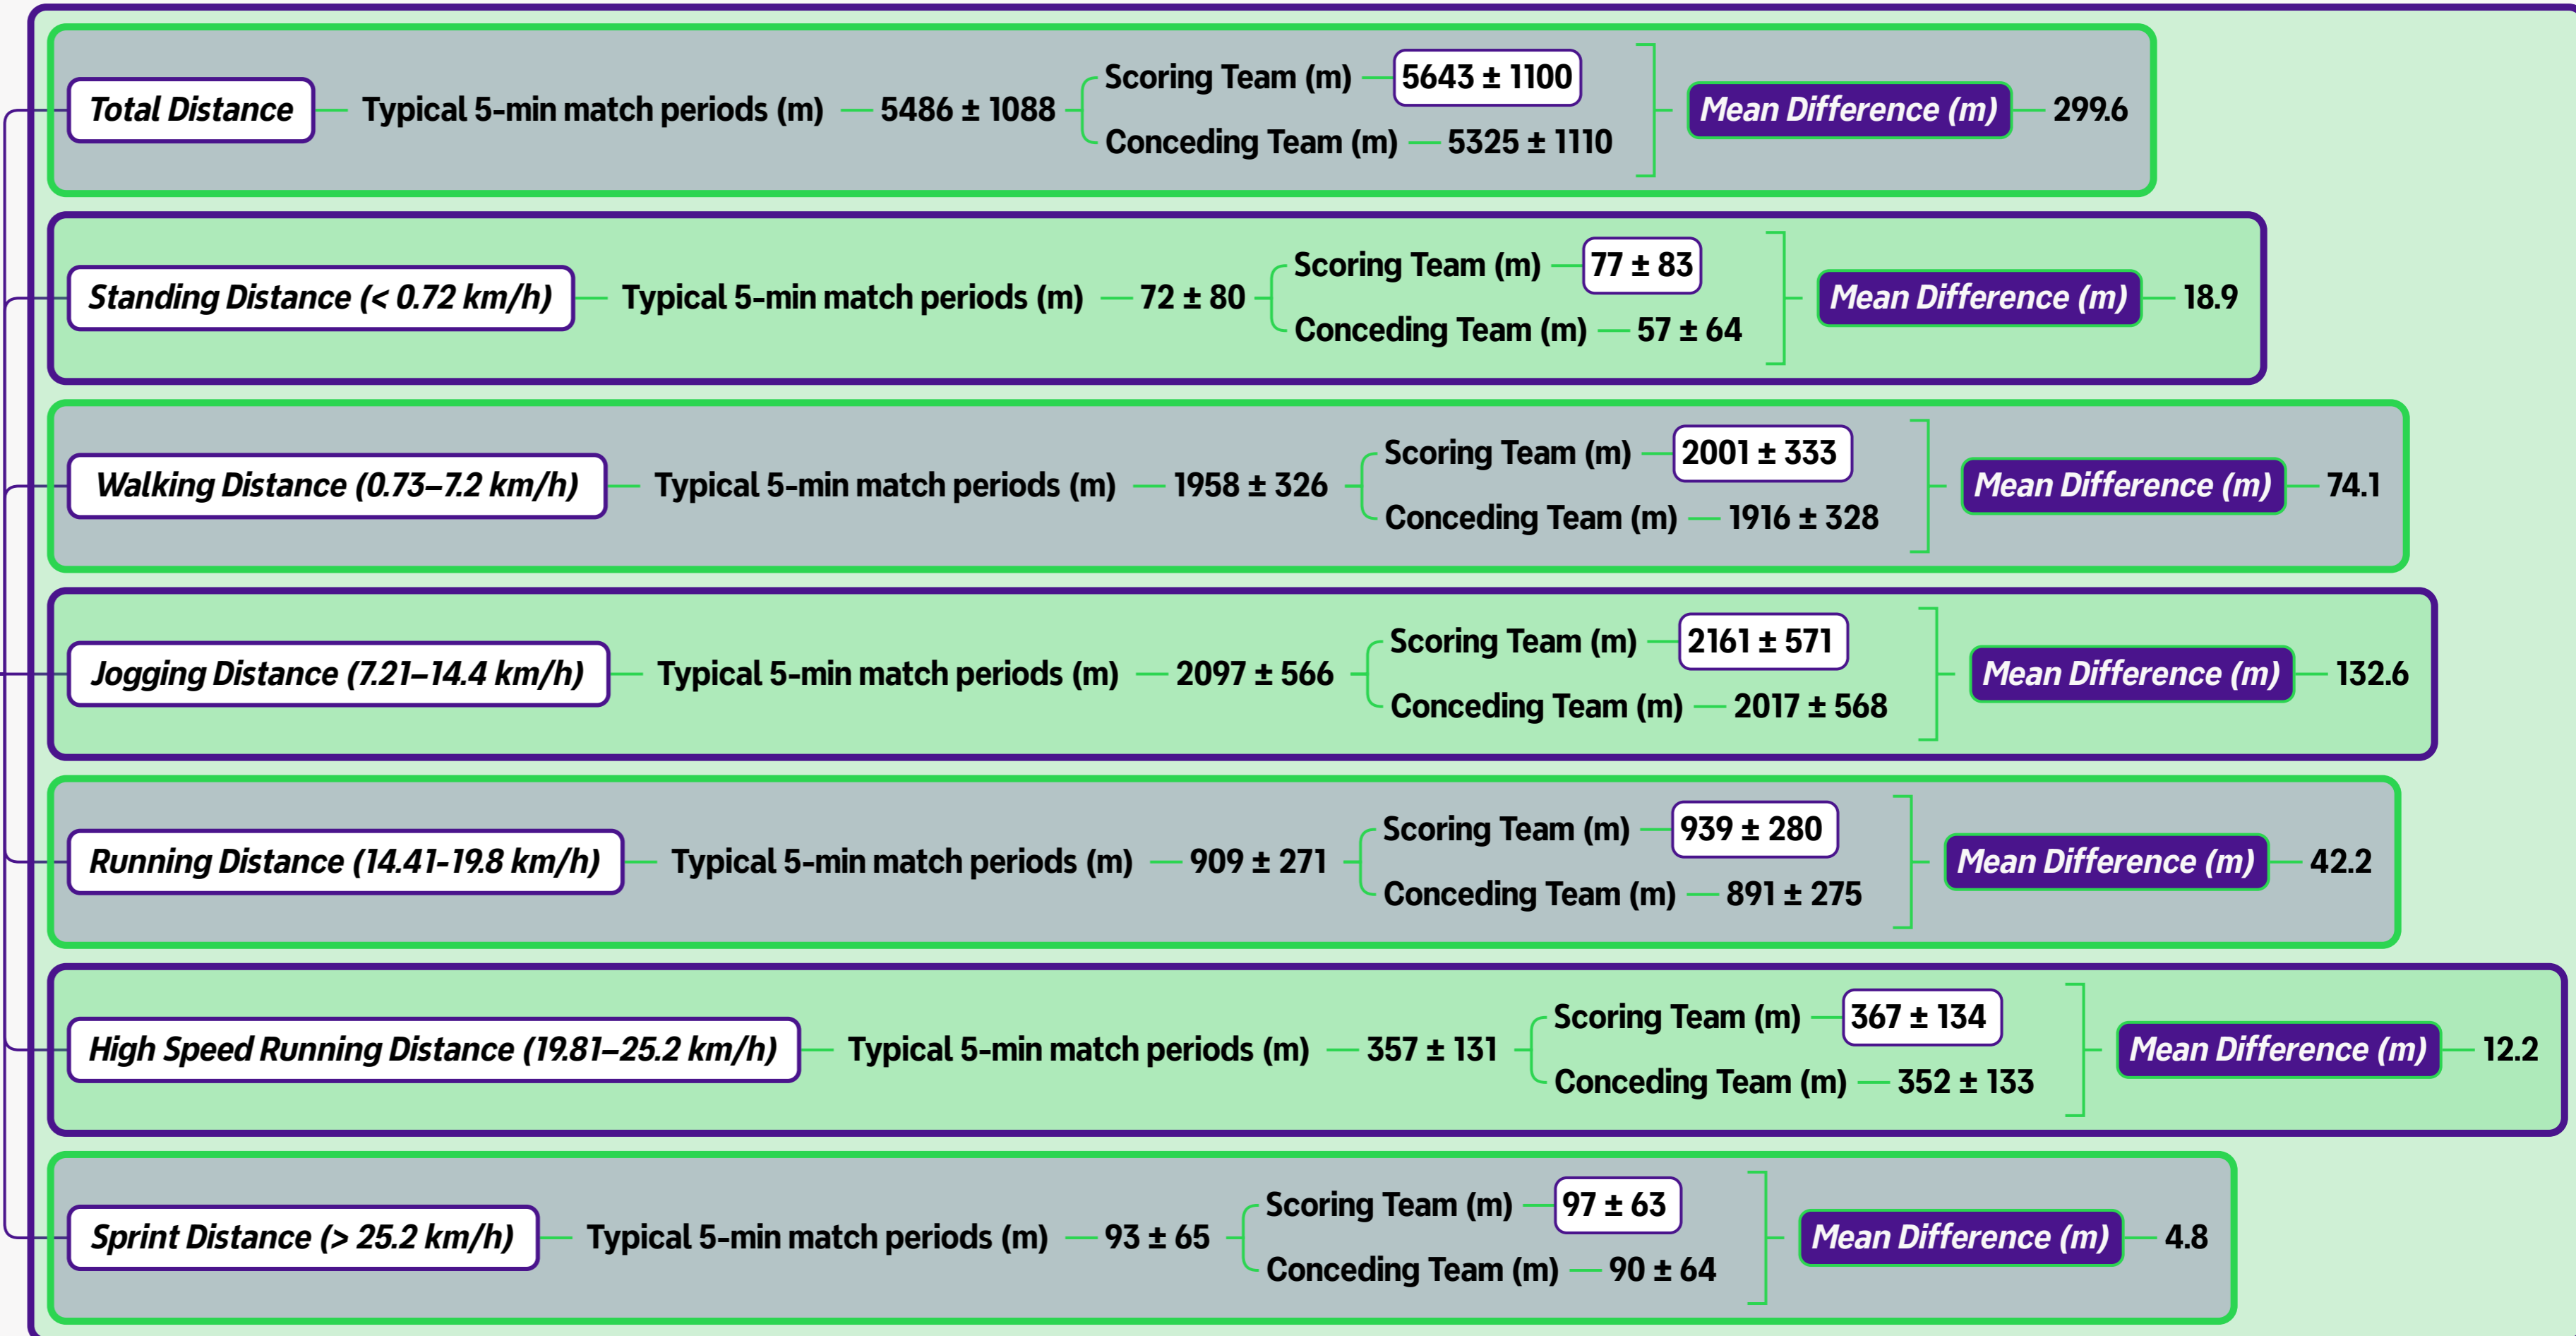 Total Distance
Typical 5-min match periods (m)
5486 ± 1088
Scoring Team (m)
5643 ± 1100
Conceding Team (m)
5325 ± 1110
Mean Difference (m)
299.6
Standing Distance (< 0.72 km/h)
Typical 5-min match periods (m)
72 ± 80
Scoring Team (m)
77 ± 83
Conceding Team (m)
57 ± 64
Mean Difference (m)
18.9
Walking Distance (0.73–7.2 km/h)
Typical 5-min match periods (m)
1958 ± 326
Scoring Team (m)
2001 ± 333
Conceding Team (m)
1916 ± 328
Mean Difference (m)
74.1
Jogging Distance (7.21–14.4 km/h)
Typical 5-min match periods (m)
2097 ± 566
Scoring Team (m)
2161 ± 571
Conceding Team (m)
2017 ± 568
Mean Difference (m)
132.6
Running Distance (14.41-19.8 km/h)
Typical 5-min match periods (m)
909 ± 271
Scoring Team (m)
939 ± 280
Conceding Team (m)
891 ± 275
Mean Difference (m)
42.2
High Speed Running Distance (19.81–25.2 km/h)
Typical 5-min match periods (m)
357 ± 131
Scoring Team (m)
367 ± 134
Conceding Team (m)
352 ± 133
Mean Difference (m)
12.2
Sprint Distance (> 25.2 km/h)
Typical 5-min match periods (m)
93 ± 65
Scoring Team (m)
97 ± 63
Conceding Team (m)
90 ± 64
Mean Difference (m)
4.8